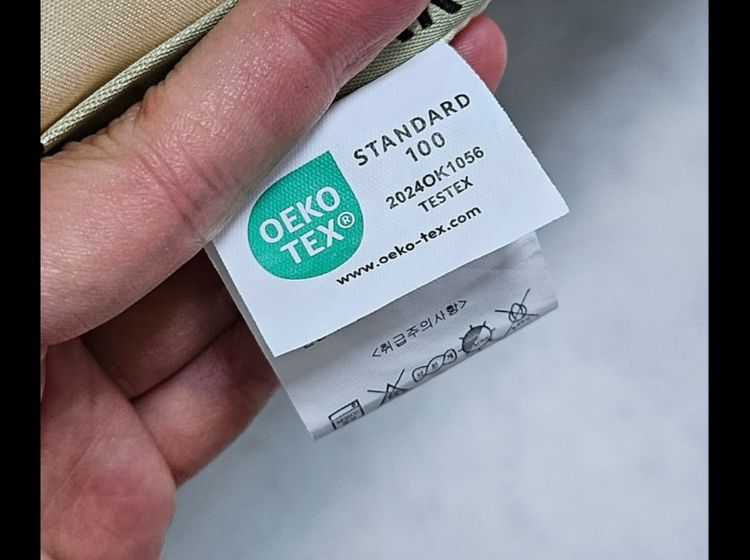 OEKO
TEX®
STANDARD
100
2024OK1056
TESTEX
www.oeko-tex.com
<취급주의사항>